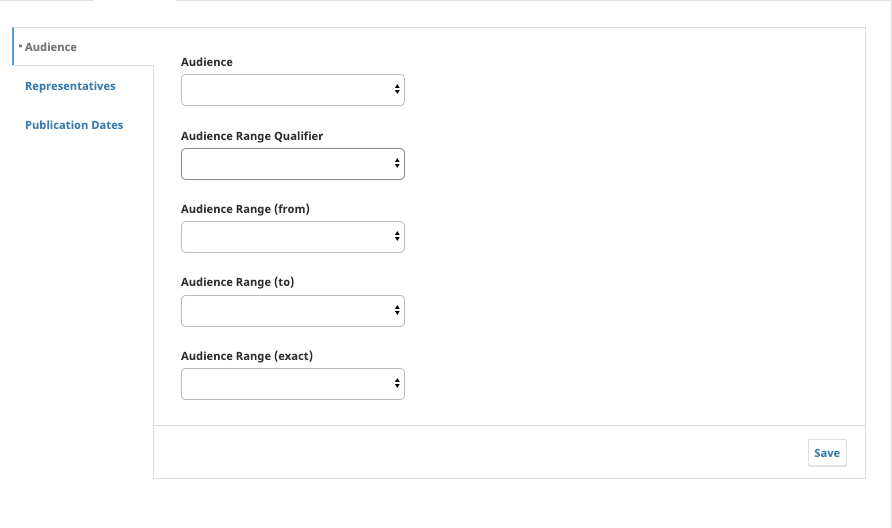 • Audience
Representatives
Publication Dates
Audience
Audience Range Qualifier
Audience Range (from)
Audience Range (to)
Audience Range (exact)
Save